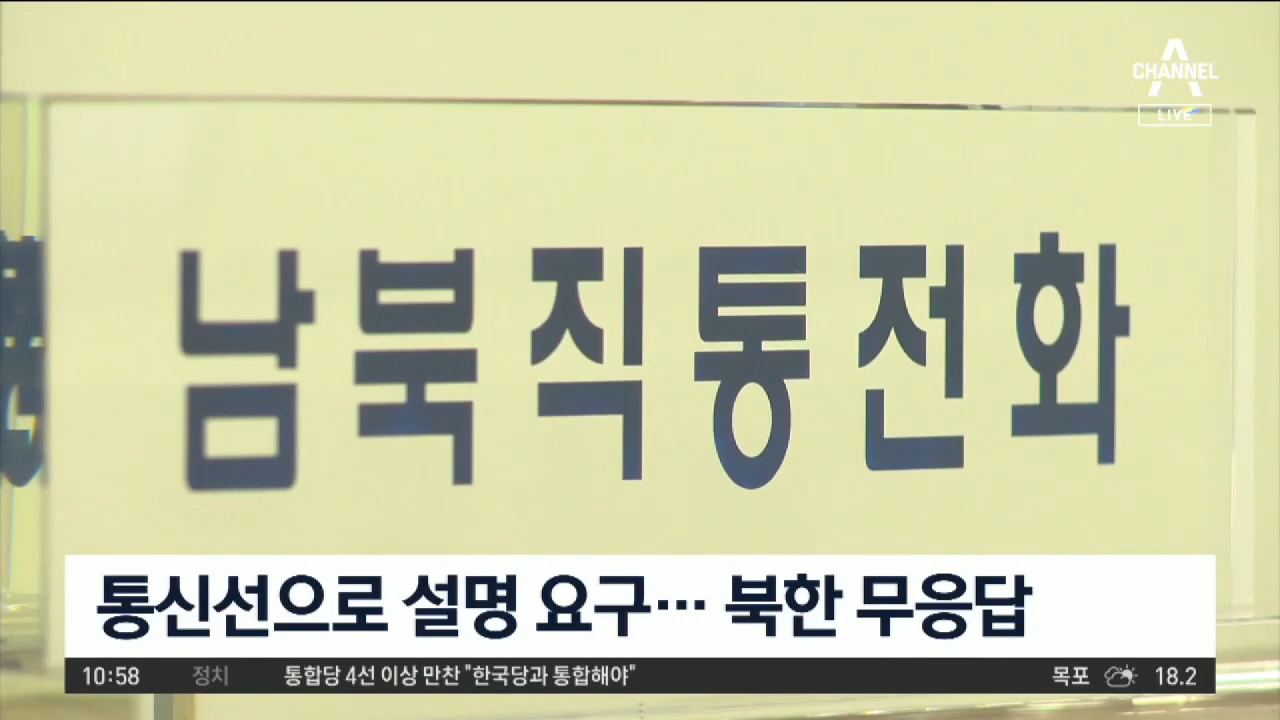 CHANNEL A
LIVE
남북직통전화
통신선으로 설명 요구… 북한 무응답
10:58 정치 통합당 4선 이상 만찬 "한국당과 통합해야" 목포 18.2